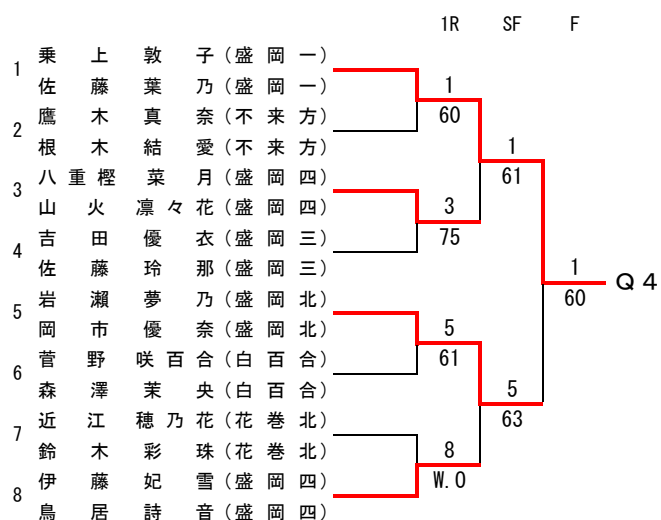 1R SF F
乗 上 敦 子 (盛 岡 一)
1
佐 藤 葉 乃 (盛 岡 一)
1
鷹 木 真 奈 (不 来 方)
60
2
根 木 結 愛 (不 来 方)
1
八 重 樫 菜 月 (盛 岡 四)
61
3
山 火 凛 々 花 (盛 岡 四)
3
吉 田 優 衣 (盛 岡 三)
75
4
佐 藤 玲 那 (盛 岡 三)
1
Q4
岩 瀬 夢 乃 (盛 岡 北)
60
5
岡 市 優 奈 (盛 岡 北)
5
菅 野 咲 百 合 (白 百 合)
61
6
森 澤 茉 央 (白 百 合)
5
近 江 穂 乃 花 (花 巻 北)
63
7
鈴 木 彩 珠 (花 巻 北)
8
伊 藤 妃 雪 (盛 岡 四)
W.O
8
鳥 居 詩 音 (盛 岡 四)